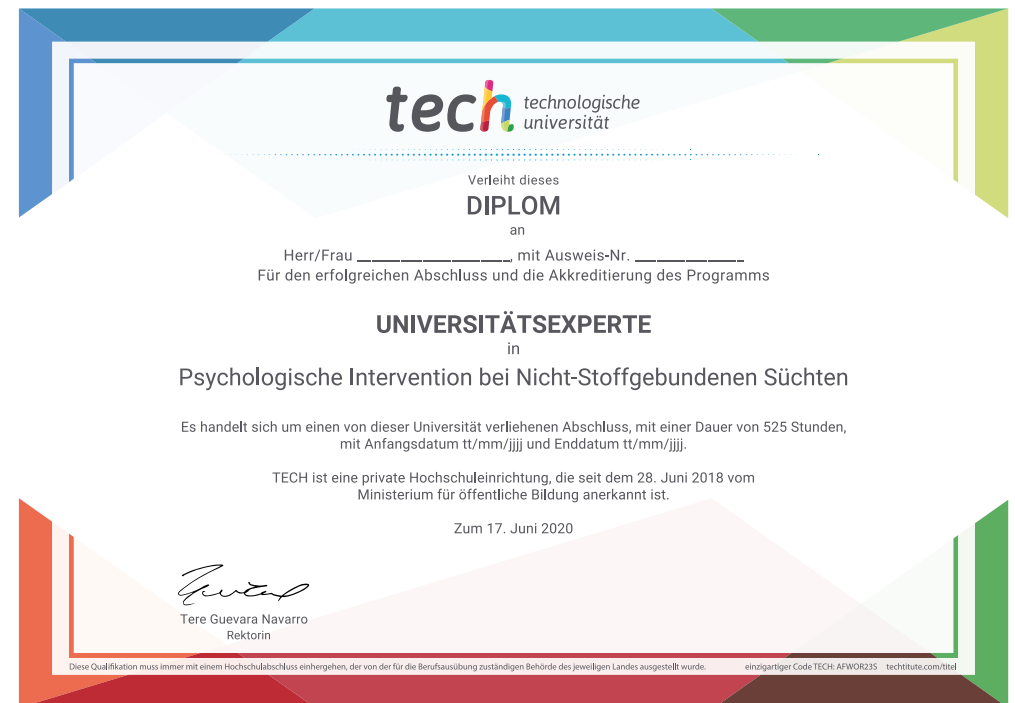 tech technologische
universität
Verleiht dieses
DIPLOM
an
Herr/Frau ____________________, mit Ausweis-Nr. ______________
Für den erfolgreichen Abschluss und die Akkreditierung des Programms
UNIVERSITÄTSEXPERTE
in
Psychologische Intervention bei Nicht-Stoffgebundenen Süchten
Es handelt sich um einen von dieser Universität verliehenen Abschluss, mit einer Dauer von 525 Stunden,
mit Anfangsdatum tt/mm/jjjj und Enddatum tt/mm/jjjj.
TECH ist eine private Hochschuleinrichtung, die seit dem 28. Juni 2018 vom
Ministerium für öffentliche Bildung anerkannt ist.
Zum 17. Juni 2020
Tere Guevara Navarro
Rektorin
Diese Qualifikation muss immer mit einem Hochschulabschluss einhergehen, der von der für die Berufsausübung zuständigen Behörde des jeweiligen Landes ausgestellt wurde. einzigartiger Code TECH: AFWOR23S techtitute.com/titel